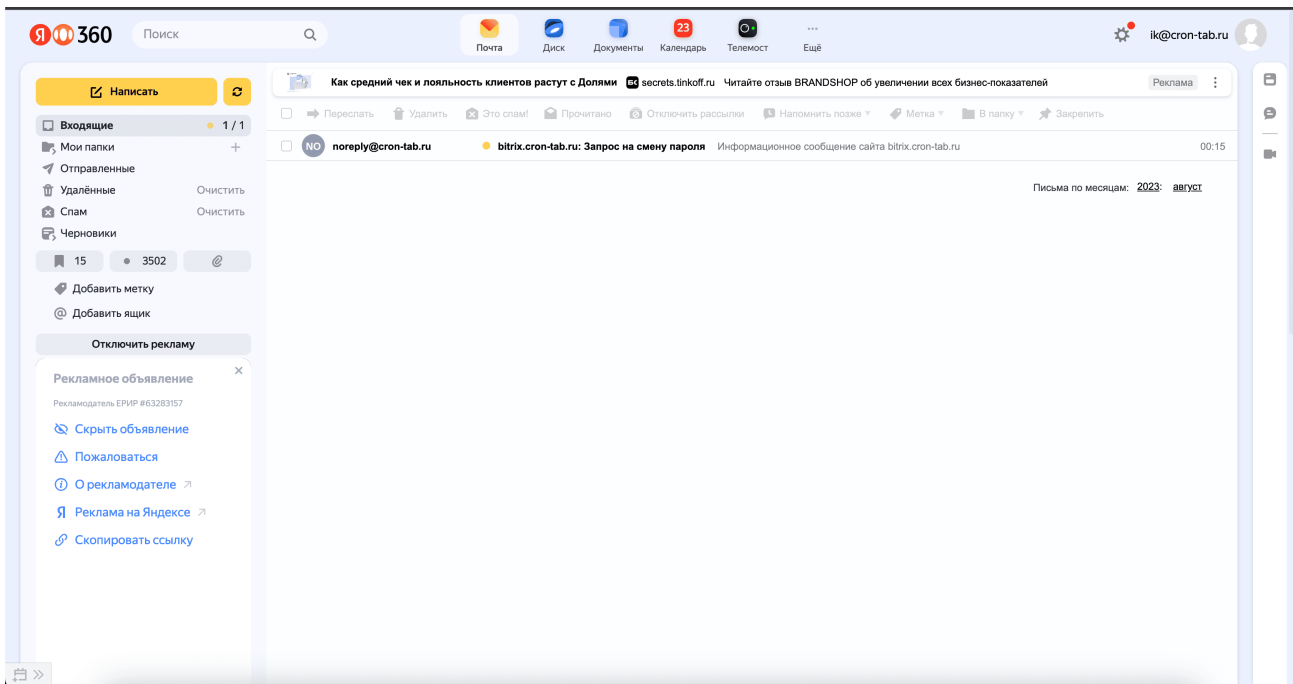 Я 360
Поиск
Почта
Диск
Документы
23
Календарь
Телемост
Ещё
ik@cron-tab.ru
Написать
Входящие 1 / 1
Мои папки
Отправленные
Удалённые Очистить
Спам Очистить
Черновики
15 3502
Добавить метку
Добавить ящик
Отключить рекламу
Рекламное объявление
Рекламодатель ЕРИР #63283157
Скрыть объявление
Пожаловаться
О рекламодателе
Я Реклама на Яндексе
Скопировать ссылку
Как средний чек и лояльность клиентов растут с Долями БС secrets.tinkoff.ru Читайте отзыв BRANDSHOP об увеличении всех бизнес-показателей Реклама
Переслать Удалить Это спам! Прочитано Отключить рассылки Напомнить позже Метка В папку Закрепить
NO noreply@cron-tab.ru bitrix.cron-tab.ru: Запрос на смену пароля Информационное сообщение сайта bitrix.cron-tab.ru 00:15
Письма по месяцам: 2023: август